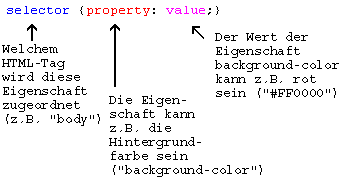 selector {property: value;}
Welchem
HTML-Tag
wird diese
Eigenschaft
zugeordnet
(z.B. "body")
Die Eigen-
schaft kann
z.B. die
Hintergrund-
farbe sein
("background-color")
Der Wert der
Eigenschaft
background-color
kann z.B. rot
sein ("#FF0000")